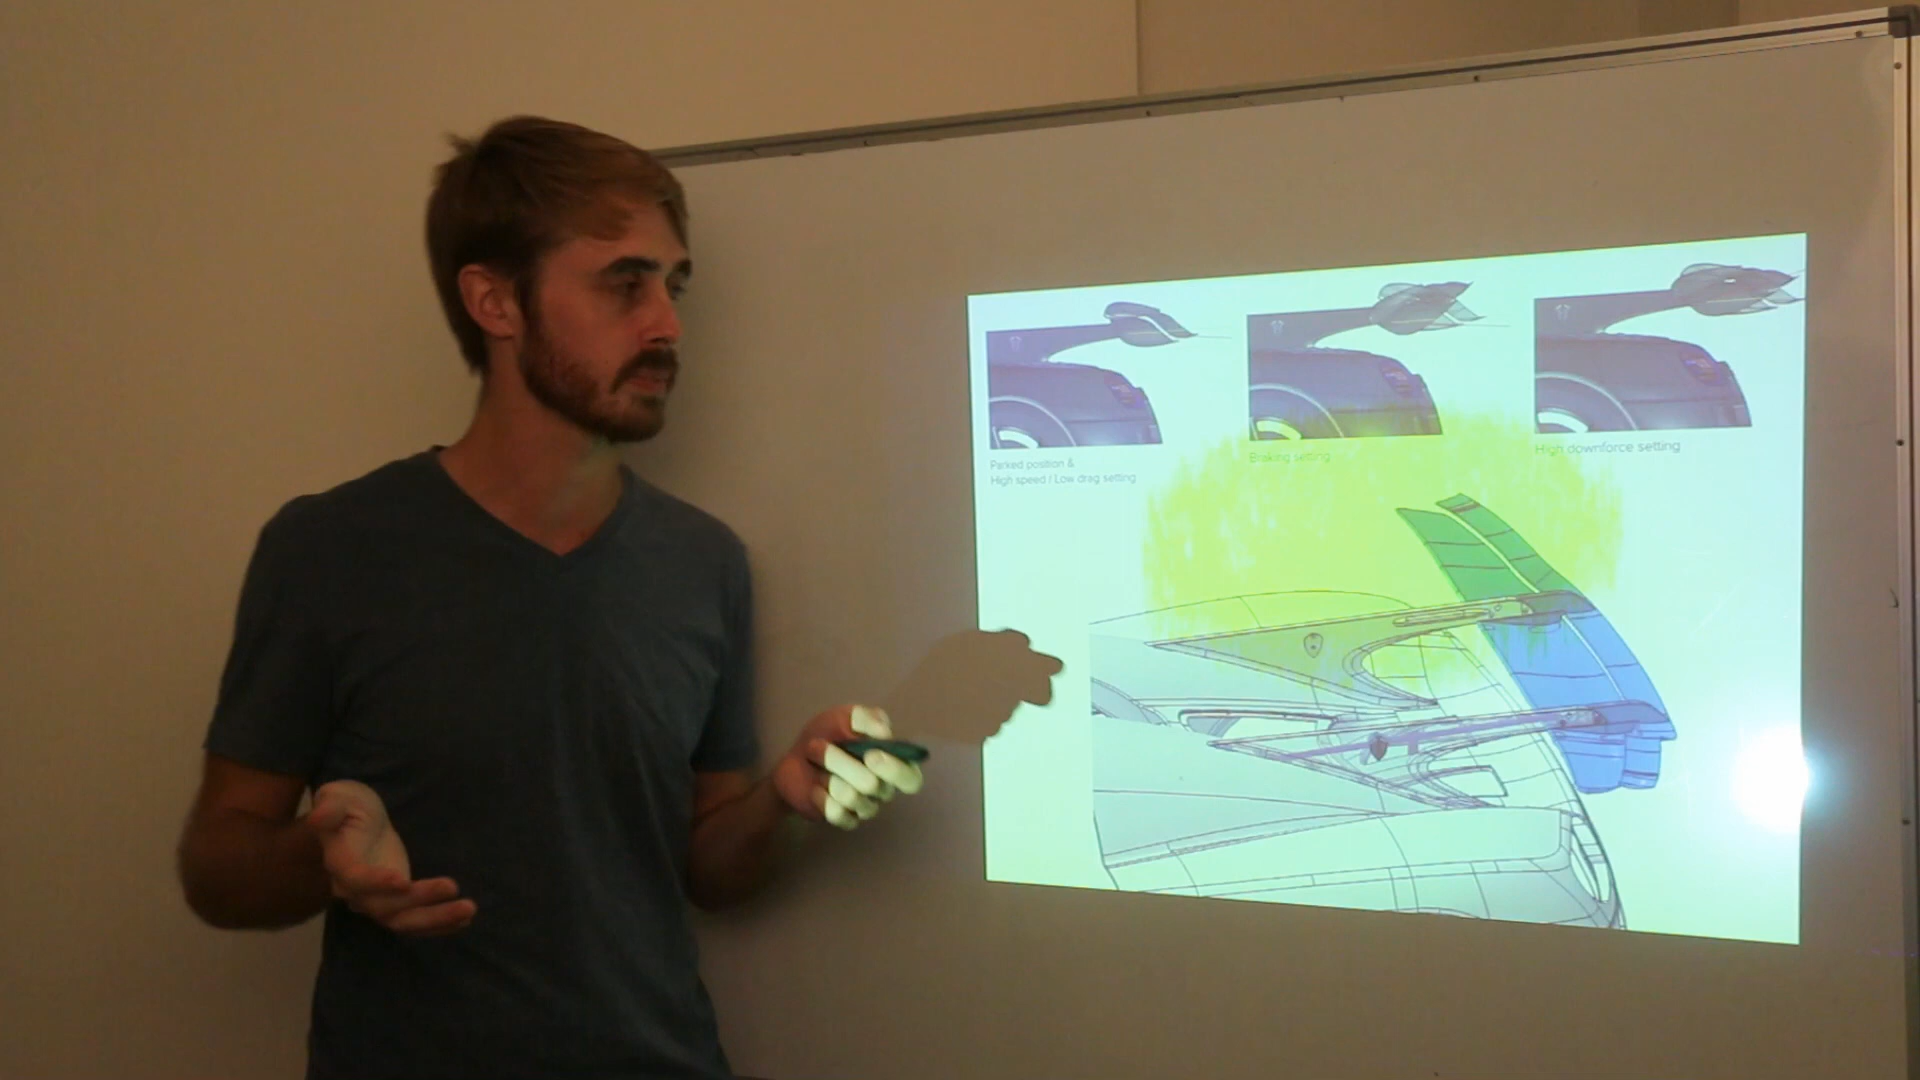 Parked position &
High speed / Low drag setting
Braking setting
High downforce setting